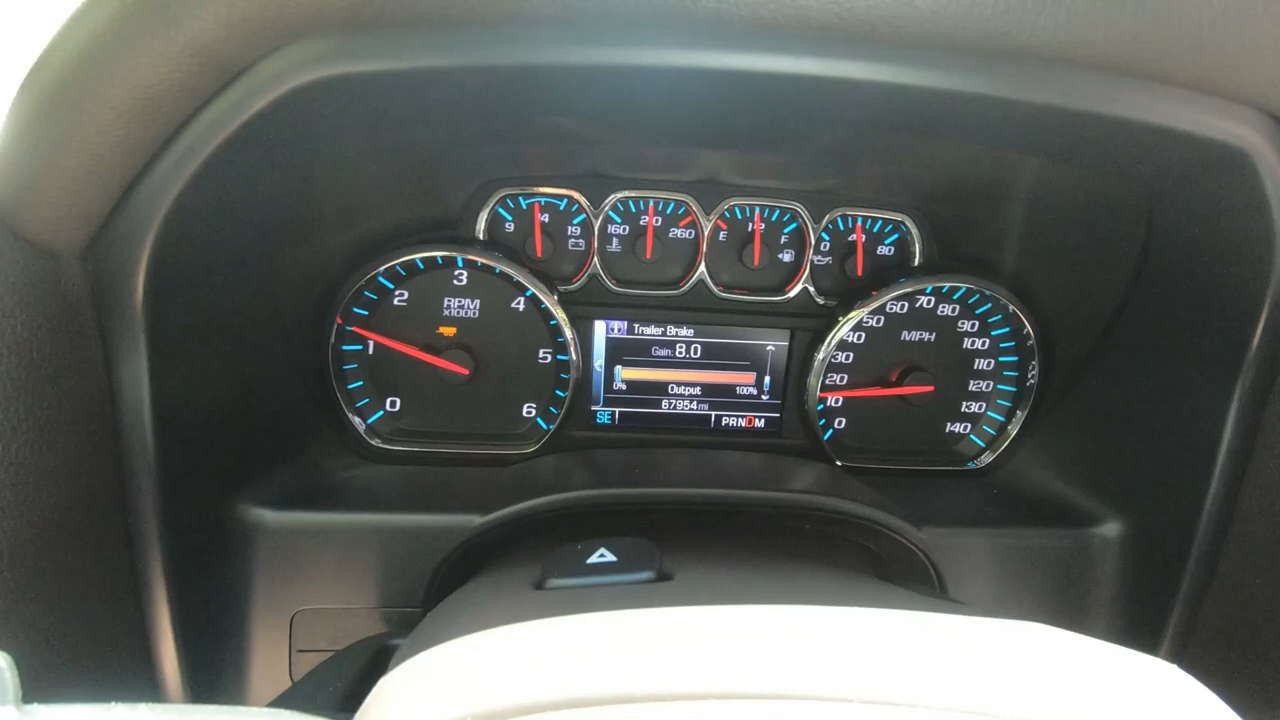 9 14 19
160 210 260
E 1/2 F
0 40 80
0 1 2 3 4 5 6
RPM
x1000
Trailer Brake
Gain: 8.0
0% Output 100%
67954 mi
SE PRNDM
0 10 20 30 40 50 60 70 80 90 100 110 120 130 140
MPH